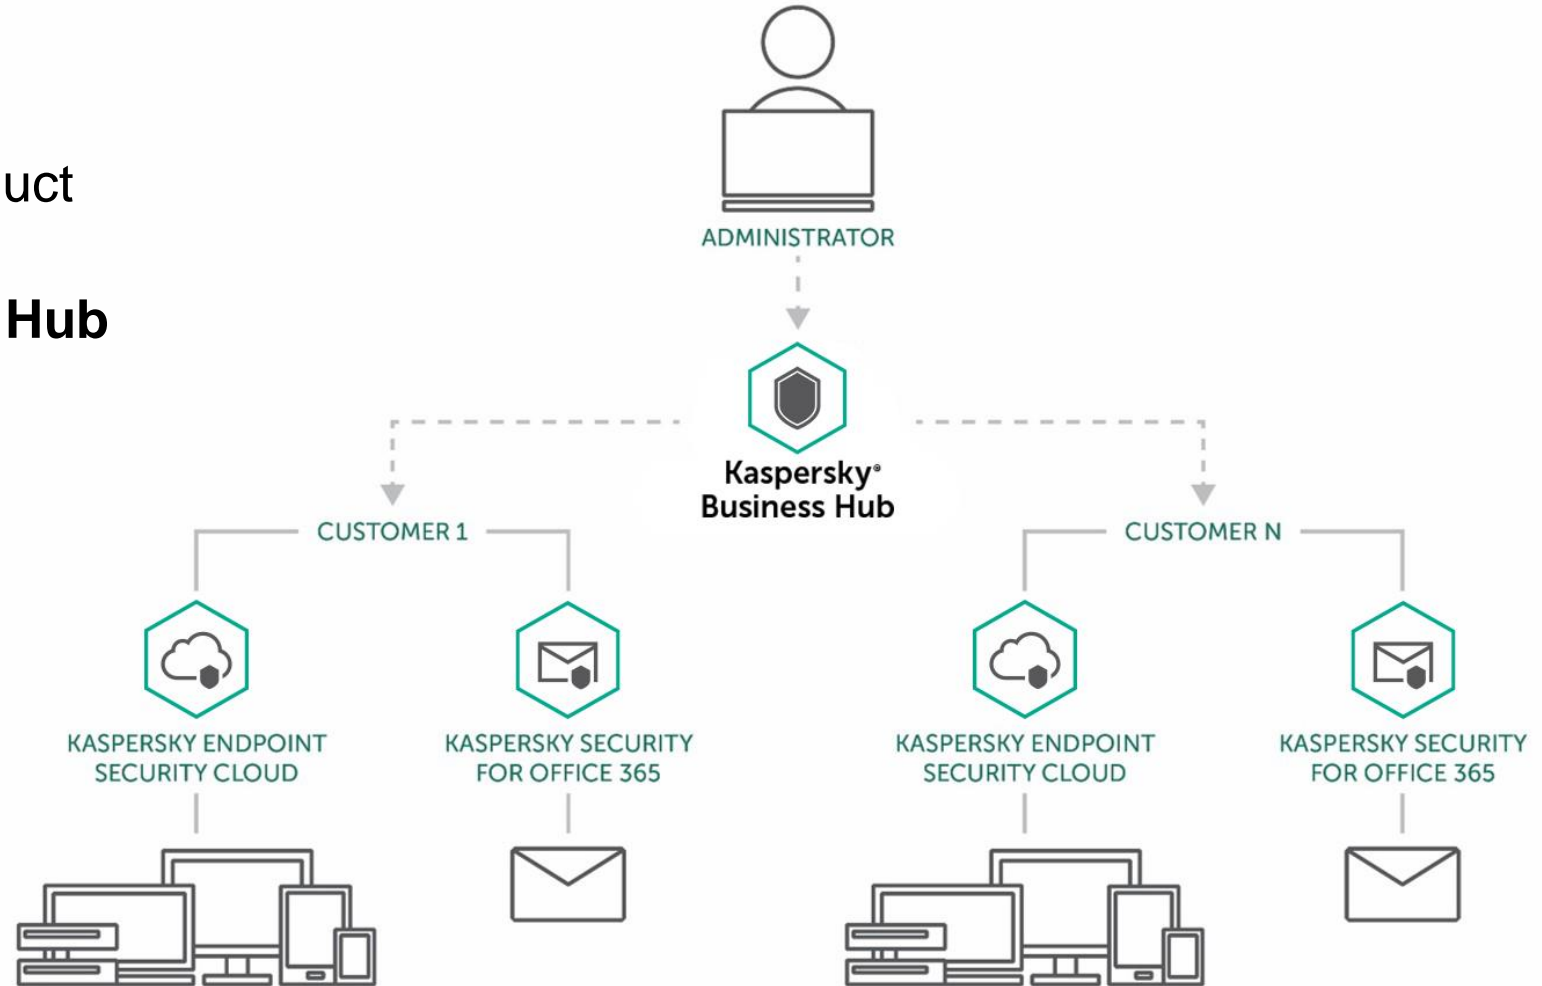 uct
Hub
ADMINISTRATOR
Kaspersky®
Business Hub
CUSTOMER 1
CUSTOMER N
KASPERSKY ENDPOINT
SECURITY CLOUD
KASPERSKY SECURITY
FOR OFFICE 365
KASPERSKY ENDPOINT
SECURITY CLOUD
KASPERSKY SECURITY
FOR OFFICE 365